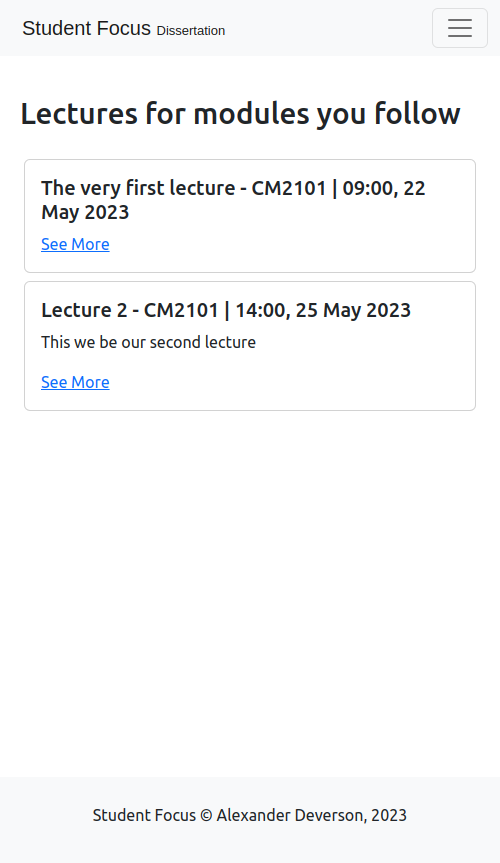 Student Focus Dissertation
Lectures for modules you follow
The very first lecture - CM2101 | 09:00, 22
May 2023
See More
Lecture 2 - CM2101 | 14:00, 25 May 2023
This we be our second lecture
See More
Student Focus © Alexander Deverson, 2023